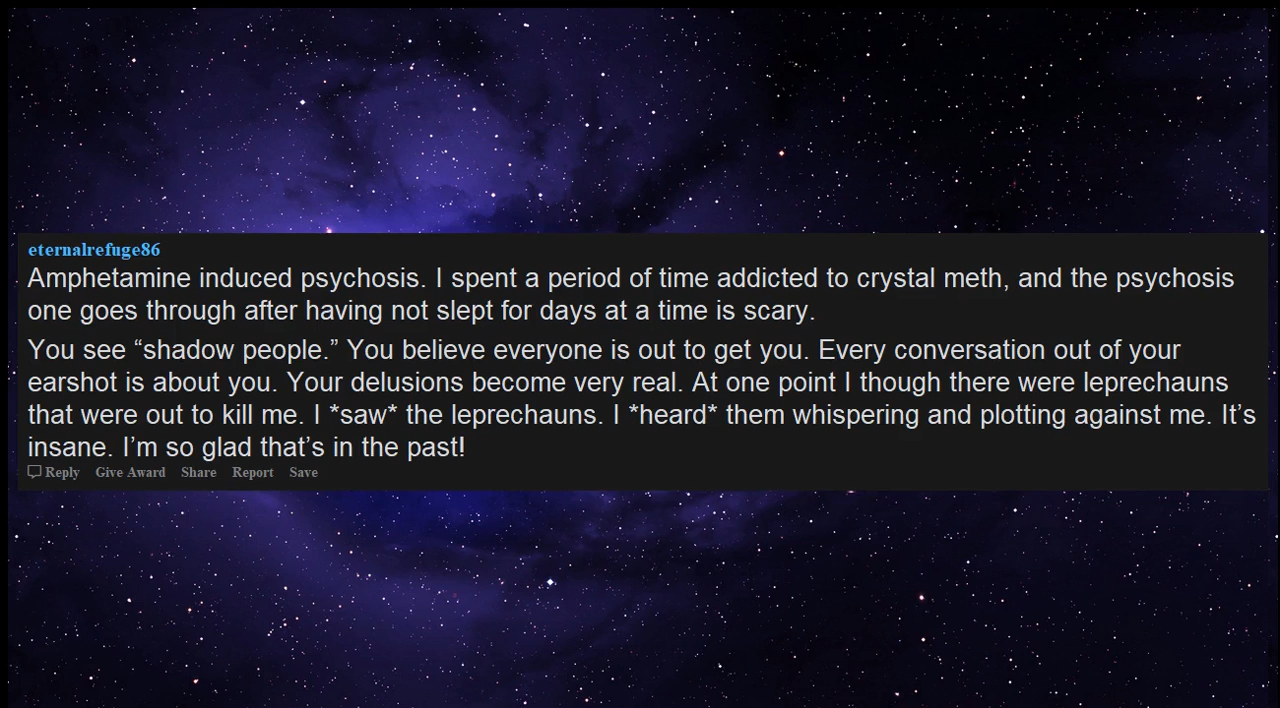 eternalrefuge86
Amphetamine induced psychosis. I spent a period of time addicted to crystal meth, and the psychosis
one goes through after having not slept for days at a time is scary.
You see “shadow people.” You believe everyone is out to get you. Every conversation out of your
earshot is about you. Your delusions become very real. At one point I though there were leprechauns
that were out to kill me. I *saw* the leprechauns. I *heard* them whispering and plotting against me. It’s
insane. I’m so glad that’s in the past!
Reply Give Award Share Report Save